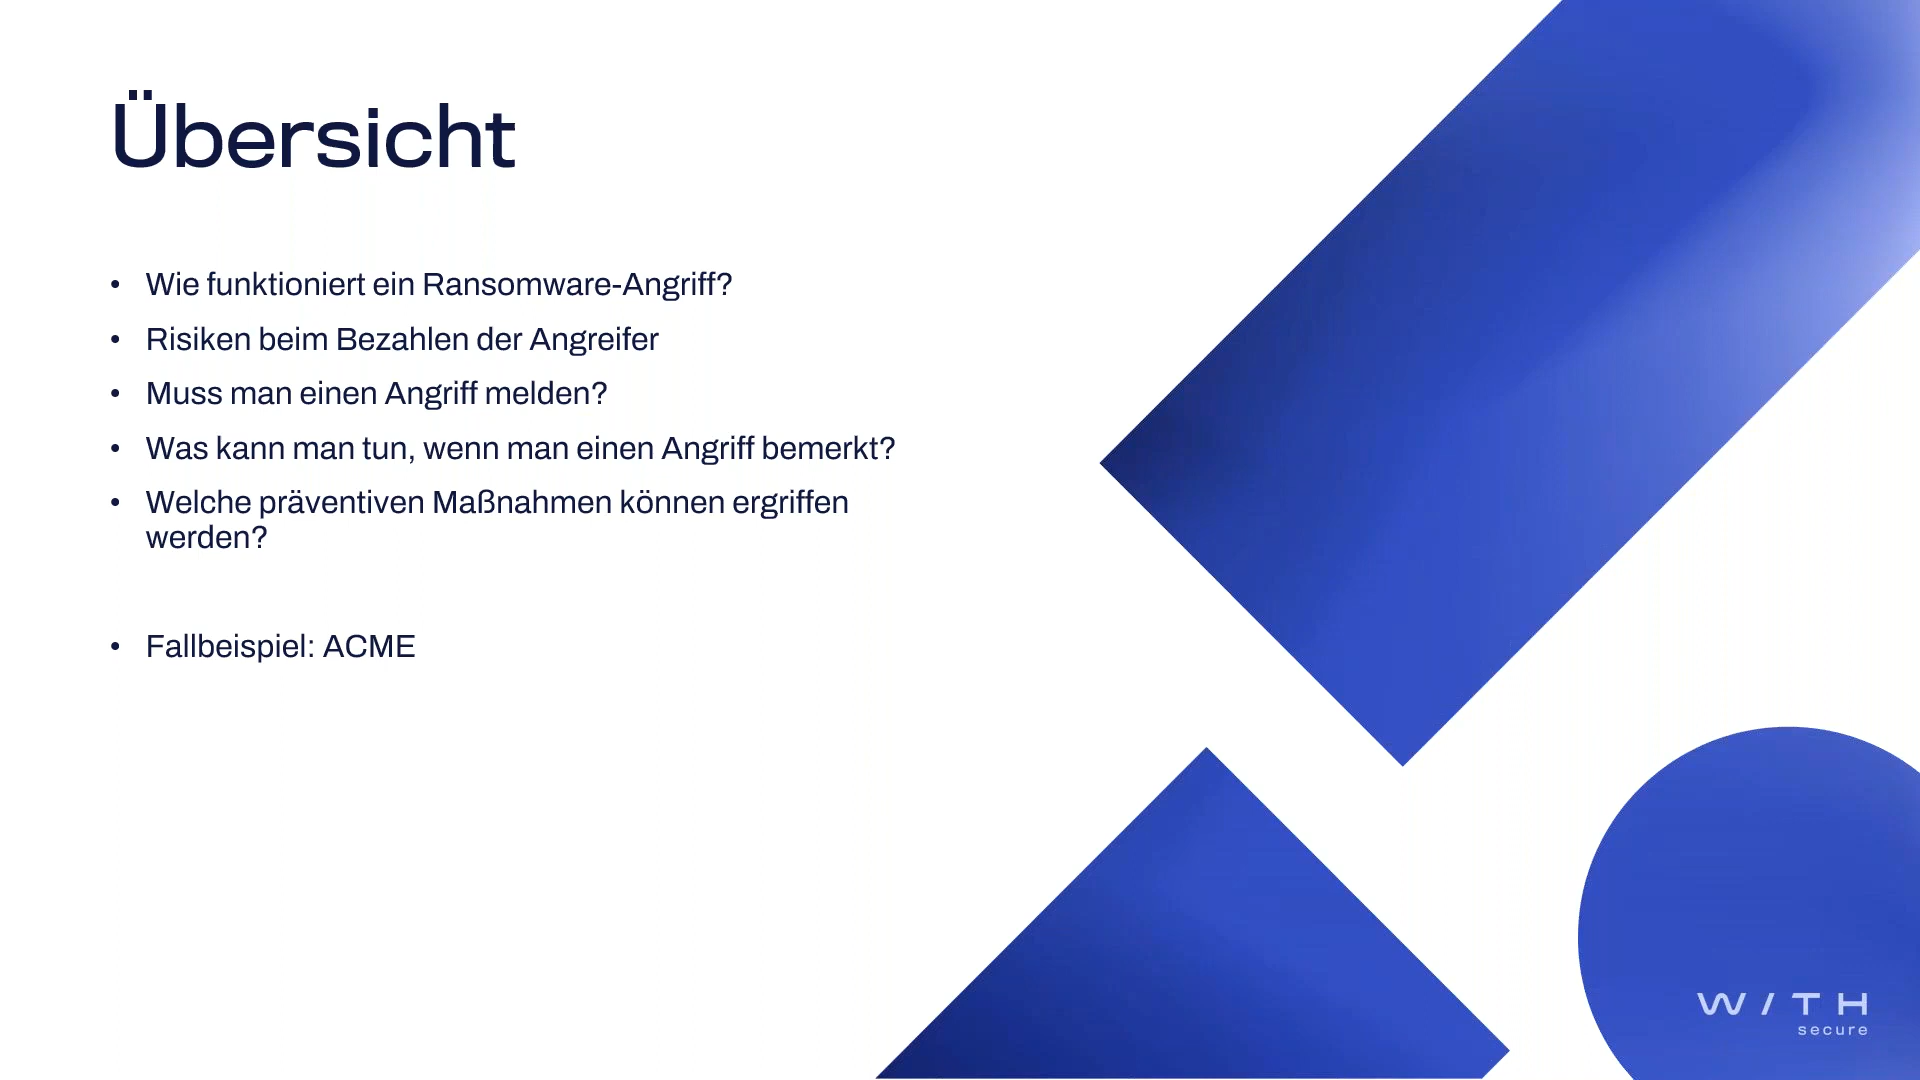 Übersicht
• Wie funktioniert ein Ransomware-Angriff?
• Risiken beim Bezahlen der Angreifer
• Muss man einen Angriff melden?
• Was kann man tun, wenn man einen Angriff bemerkt?
• Welche präventiven Maßnahmen können ergriffen
werden?
• Fallbeispiel: ACME
W/TH
secure